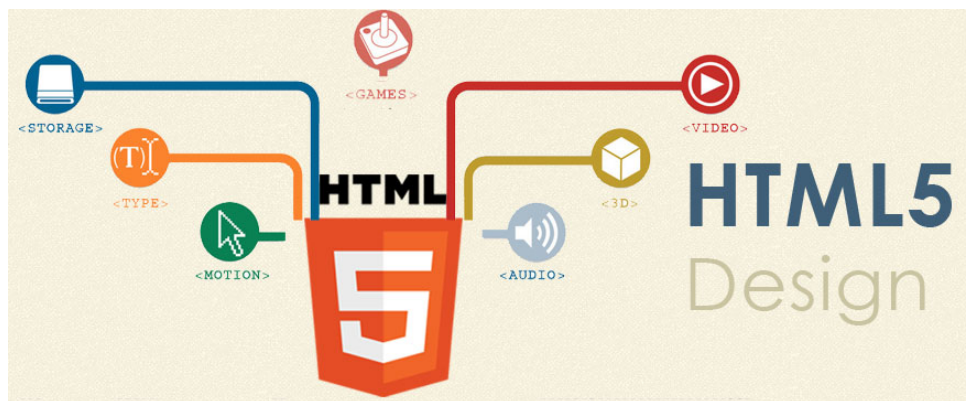 <GAMES>
<STORAGE>
<VIDEO>
(T)
<TYPE>
HTML
<3D>
HTML5
<MOTION>
5
<AUDIO>
Design